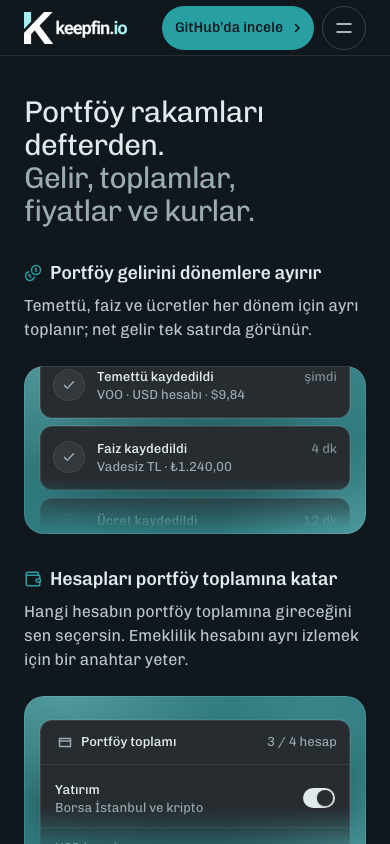 keepfin.io
GitHub'da incele
Portföy rakamları
defterden.
Gelir, toplamlar,
fiyatlar ve kurlar.
Portföy gelirini dönemlere ayırır
Temettü, faiz ve ücretler her dönem için ayrı
toplanır; net gelir tek satırda görünür.
Temettü kaydedildi şimdi
VOO · USD hesabı · $9,84
Faiz kaydedildi 4 dk
Vadesiz TL · ₺1.240,00
Ücret kaydedildi 12 dk
Hesapları portföy toplamına katar
Hangi hesabın portföy toplamına gireceğini
sen seçersin. Emeklilik hesabını ayrı izlemek
için bir anahtar yeter.
Portföy toplamı 3 / 4 hesap
Yatırım
Borsa İstanbul ve kripto